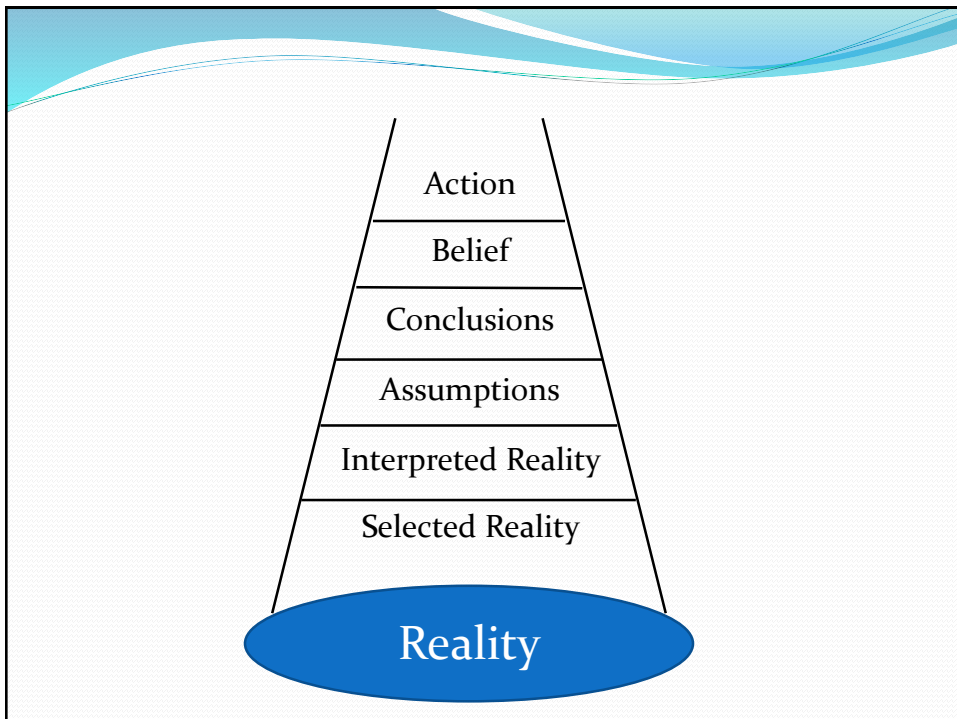 Action
Belief
Conclusions
Assumptions
Interpreted Reality
Selected Reality
Reality